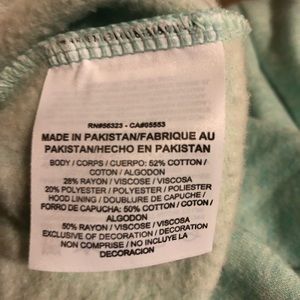 RN#56323 - CA#05553
MADE IN PAKISTAN/FABRIQUE AU
PAKISTAN/HECHO EN PAKISTAN
BODY / CORPS / CUERPO: 52% COTTON /
COTON / ALGODON
28% RAYON / VISCOSE / VISCOSA
20% POLYESTER / POLYESTER / POLIESTER
HOOD LINING / DOUBLURE DE CAPUCHE /
FORRO DE CAPUCHA: 50% COTTON / COTON /
ALGODON
50% RAYON / VISCOSE / VISCOSA
EXCLUSIVE OF DECORATION / DECORATION
NON COMPRISE / NO INCLUYE LA
DECORACION